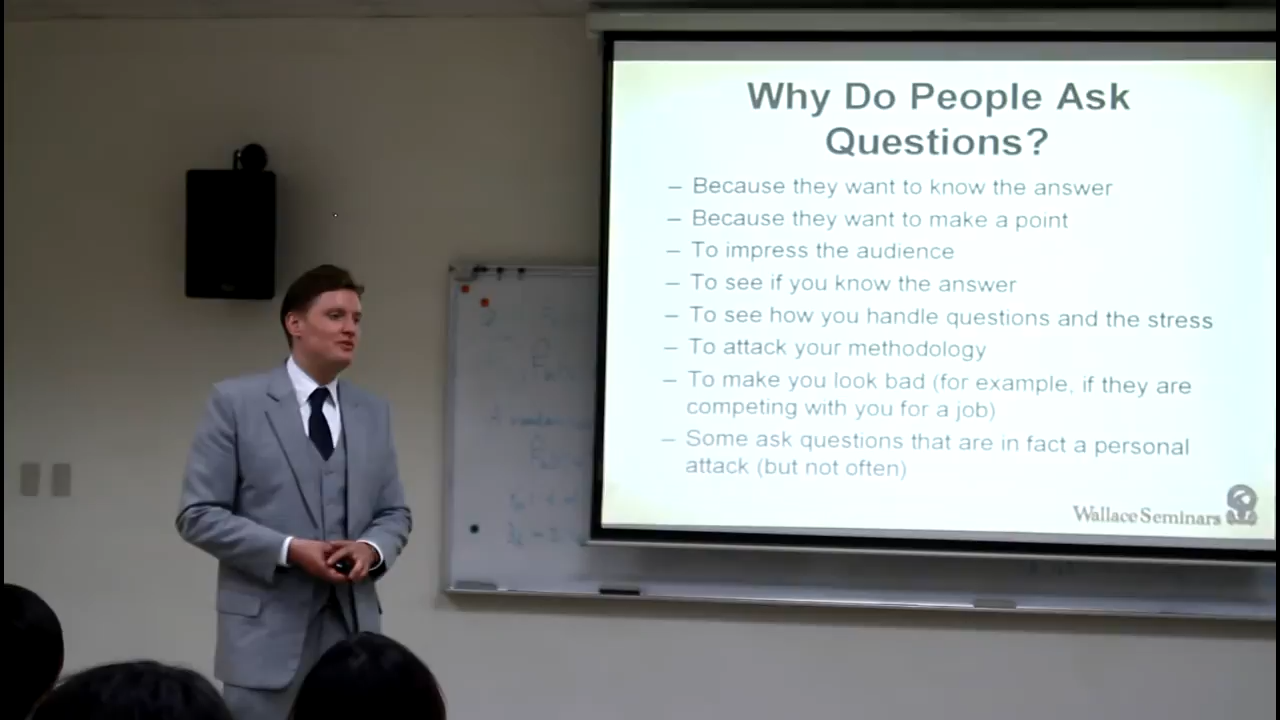 Why Do People Ask
Questions?
– Because they want to know the answer
– Because they want to make a point
– To impress the audience
– To see if you know the answer
– To see how you handle questions and the stress
– To attack your methodology
– To make you look bad (for example, if they are
competing with you for a job)
– Some ask questions that are in fact a personal
attack (but not often)
Wallace Seminars